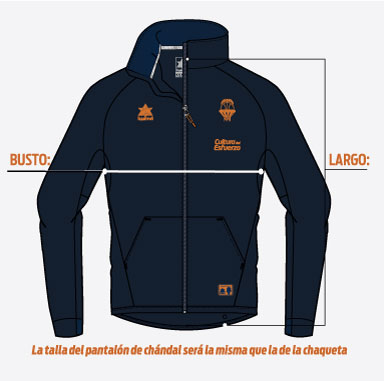 Cultura del
Esfuerzo
BUSTO:
LARGO:
La talla del pantalón de chándal será la misma que la de la chaqueta